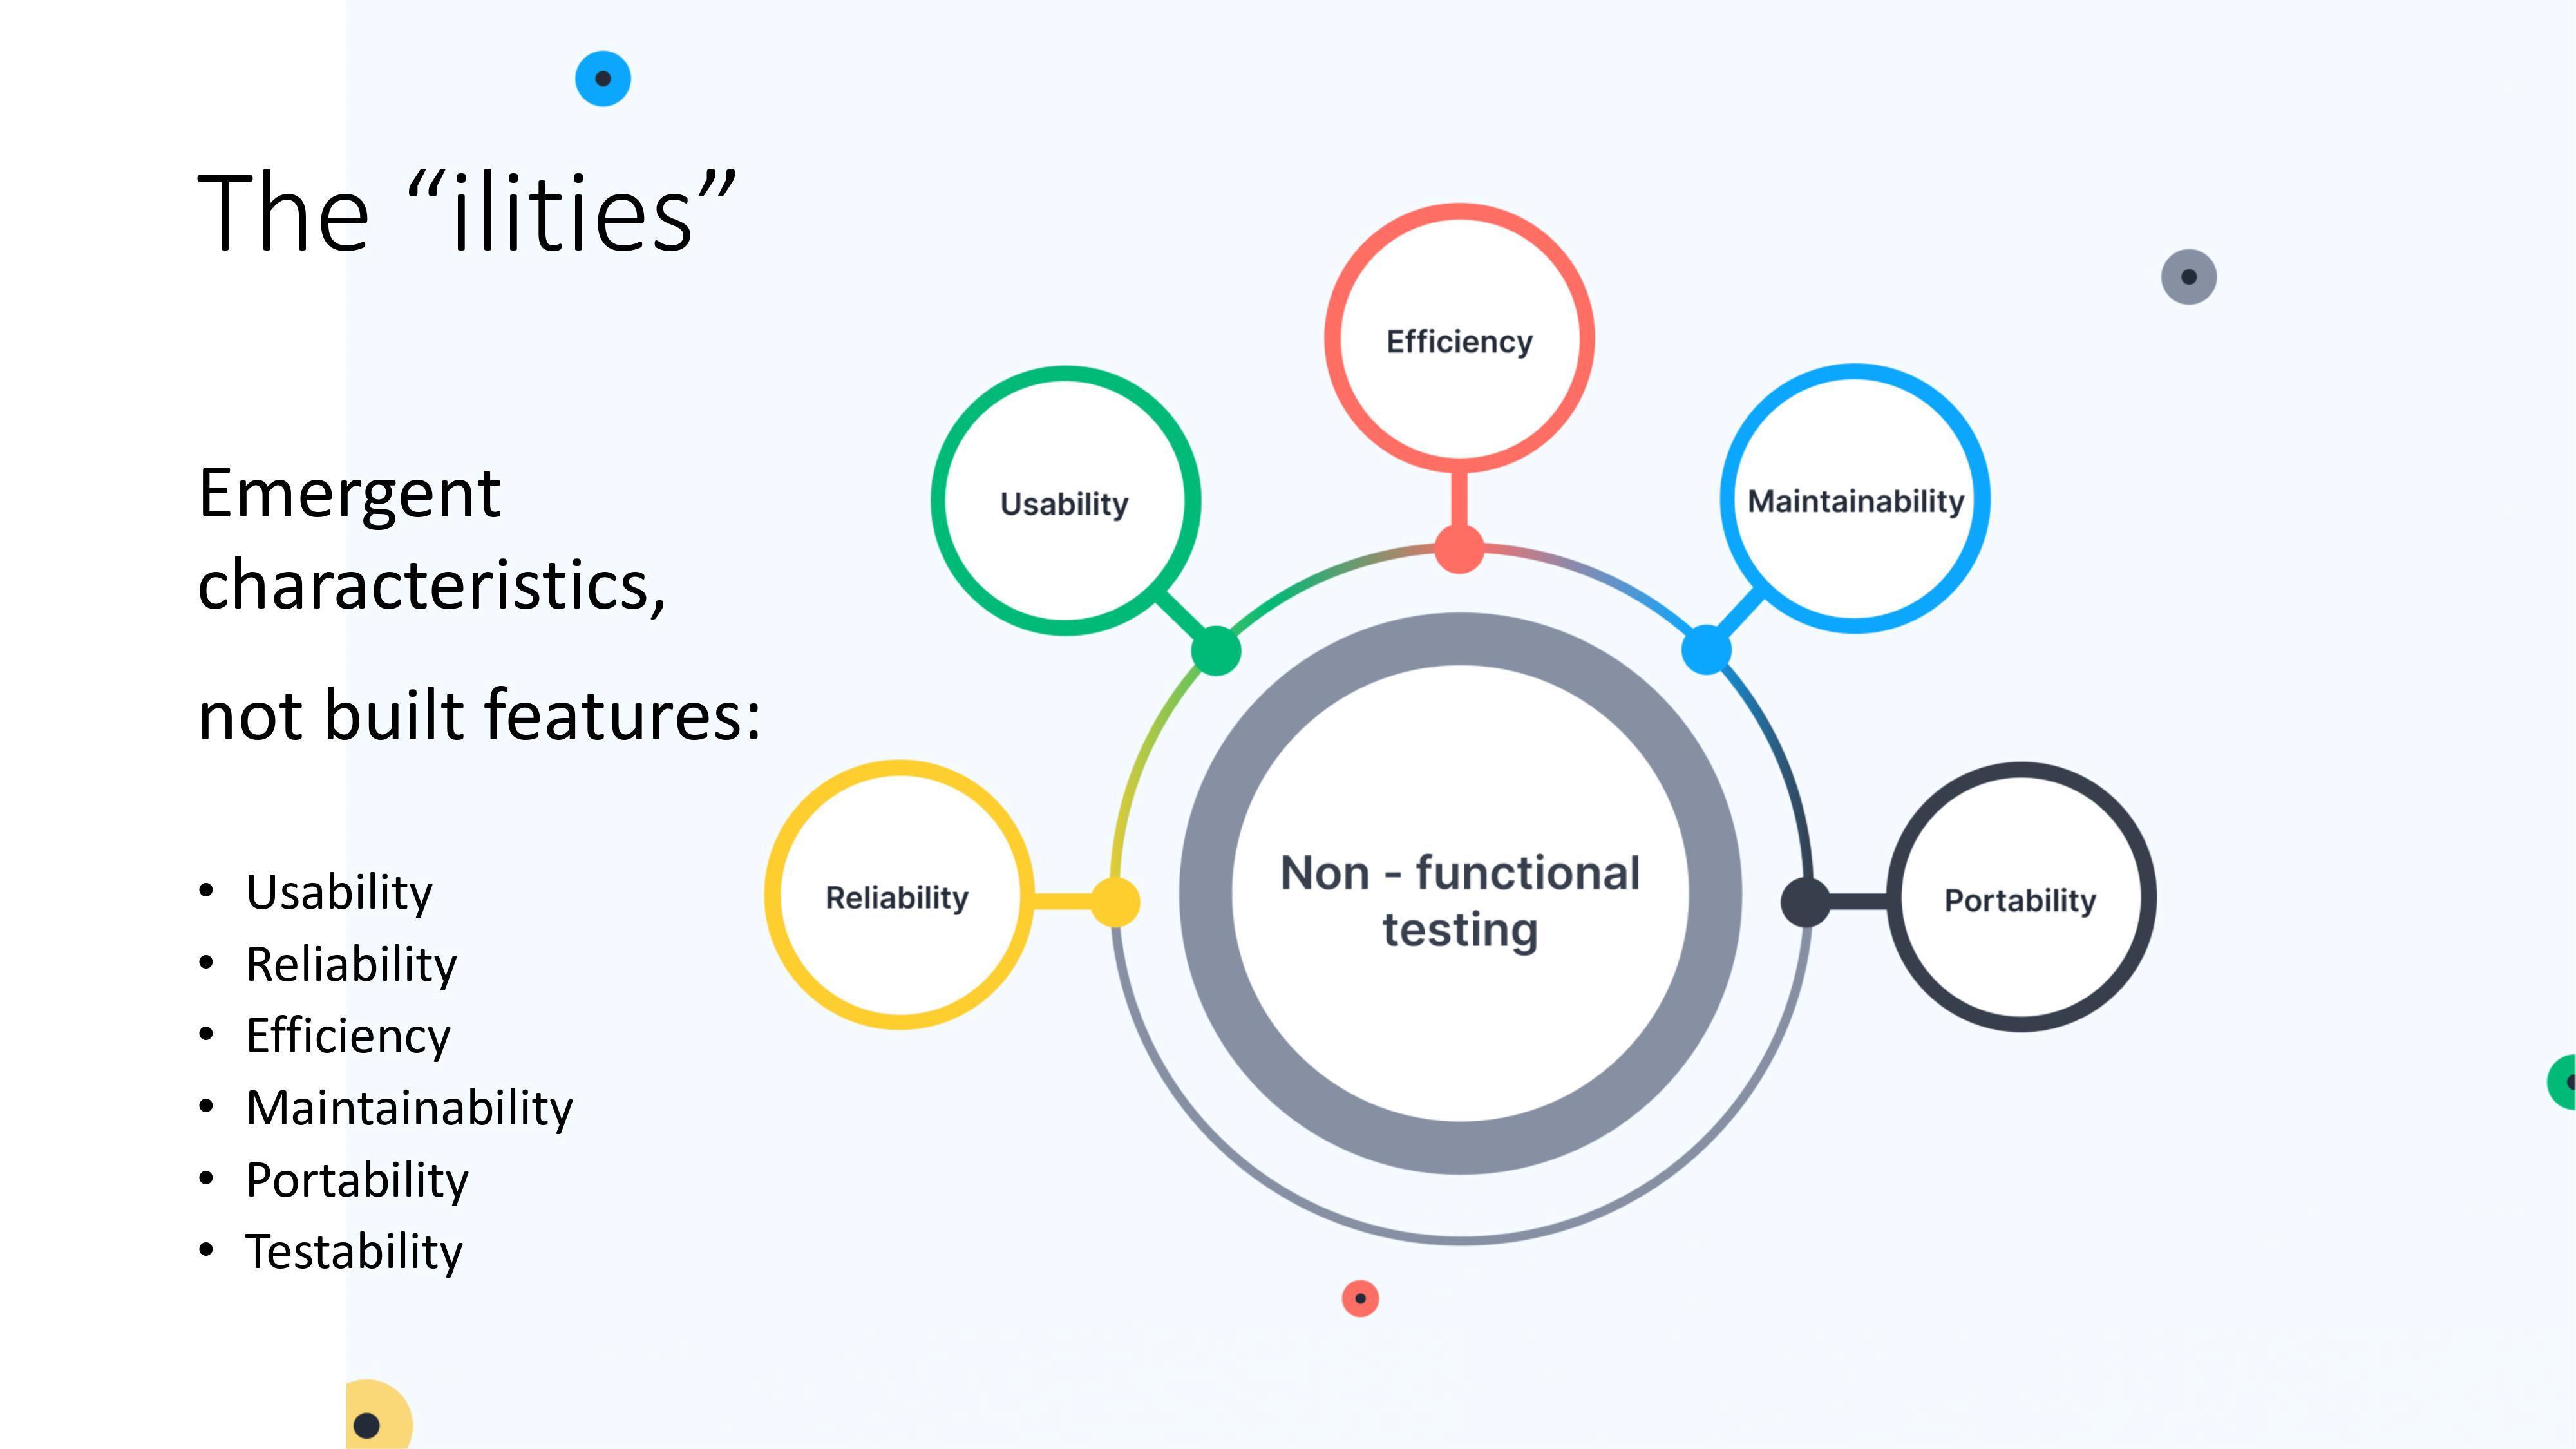 The “ilities”
Emergent
characteristics,
not built features:
• Usability
• Reliability
• Efficiency
• Maintainability
• Portability
• Testability
Efficiency
Usability
Maintainability
Reliability
Non - functional
testing
Portability